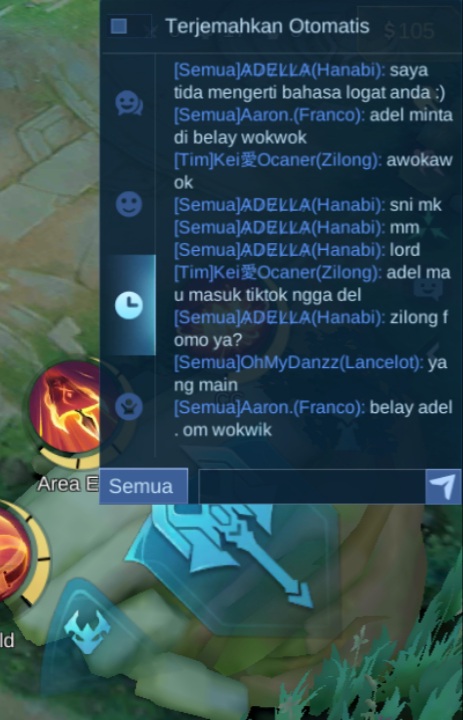 Terjemahkan Otomatis
$105
[Semua]ADELLA(Hanabi): saya
tida mengerti bahasa logat anda :)
[Semua]Aaron.(Franco): adel minta
di belay wokwok
[Tim]Kei愛Ocaner(Zilong): awokaw
ok
[Semua]ADELLA(Hanabi): sni mk
[Semua]ADELLA(Hanabi): mm
[Semua]ADELLA(Hanabi): lord
[Tim]Kei愛Ocaner(Zilong): adel ma
u masuk tiktok ngga del
[Semua]ADELLA(Hanabi): zilong f
omo ya?
[Semua]OhMyDanzz(Lancelot): ya
ng main
[Semua]Aaron.(Franco): belay adel
. om wokwik
Area E
Semua
ld